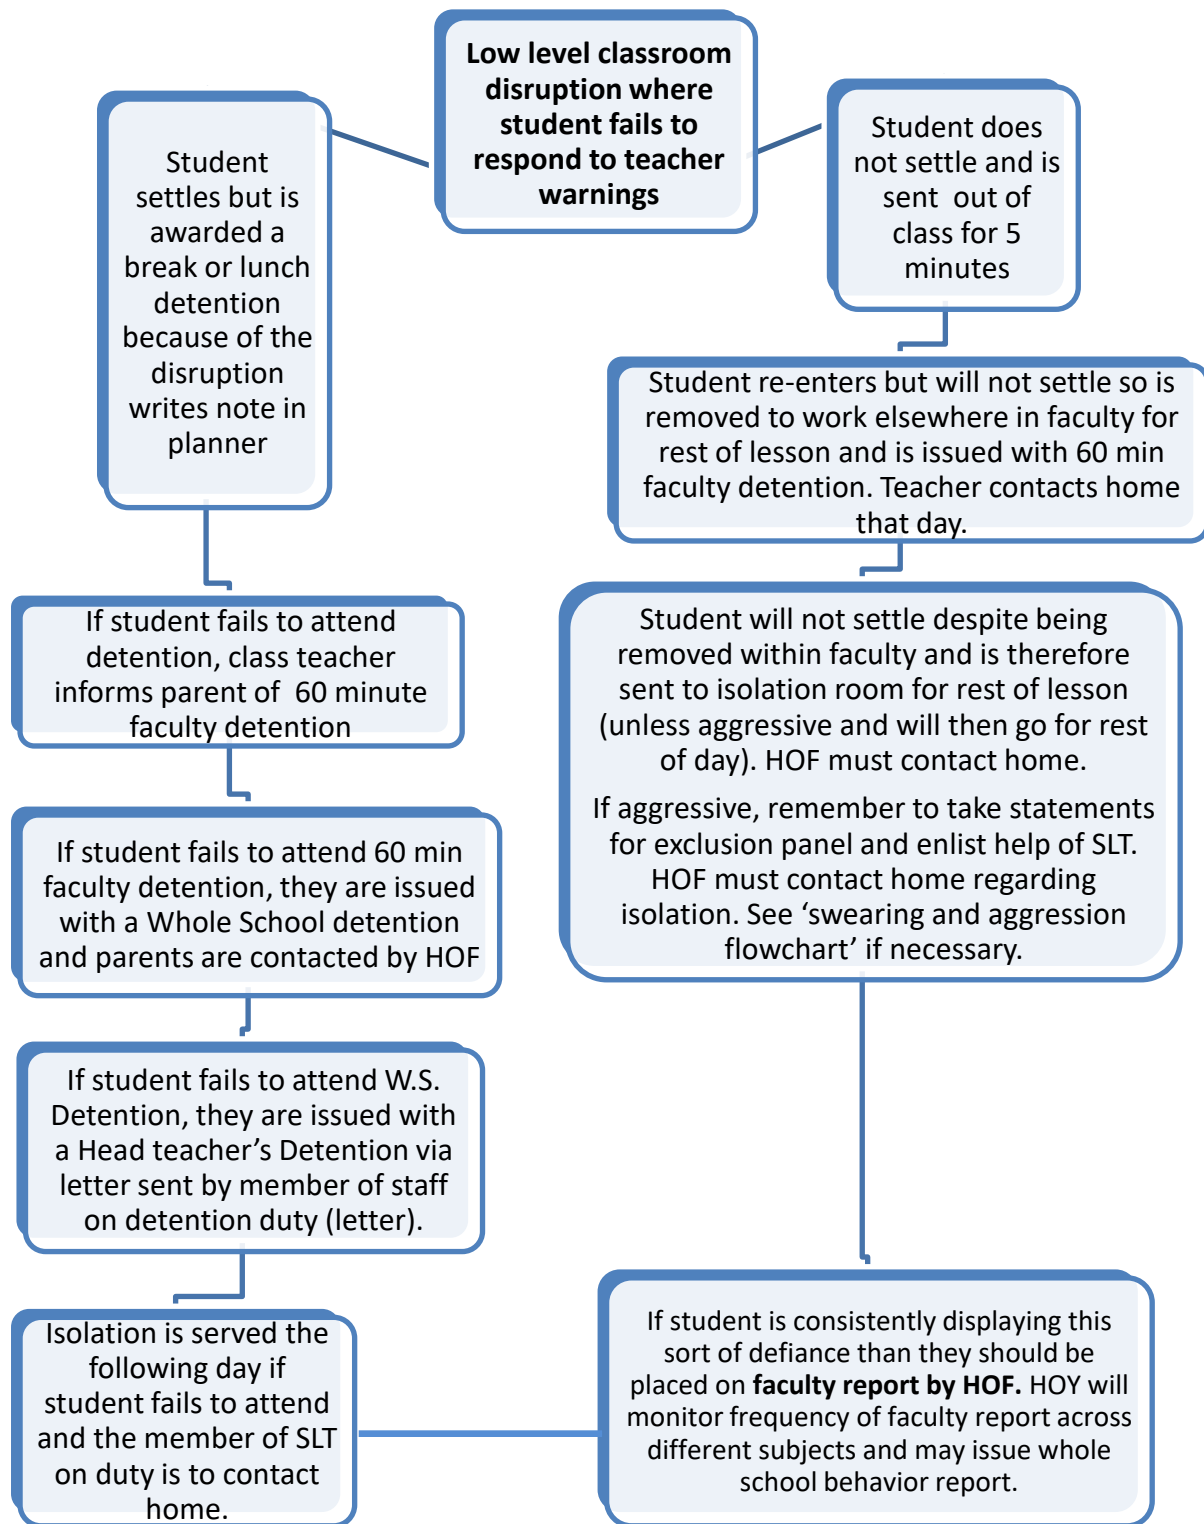 Low level classroom
disruption where
student fails to
respond to teacher
warnings
Student
settles but is
awarded a
break or lunch
detention
because of the
disruption
writes note in
planner
If student fails to attend
detention, class teacher
informs parent of 60 minute
faculty detention
If student fails to attend 60 min
faculty detention, they are issued
with a Whole School detention
and parents are contacted by HOF
If student fails to attend W.S.
Detention, they are issued with
a Head teacher’s Detention via
letter sent by member of staff
on detention duty (letter).
Isolation is served the
following day if
student fails to attend
and the member of SLT
on duty is to contact
home.
Student does
not settle and is
sent out of
class for 5
minutes
Student re-enters but will not settle so is
removed to work elsewhere in faculty for
rest of lesson and is issued with 60 min
faculty detention. Teacher contacts home
that day.
Student will not settle despite being
removed within faculty and is therefore
sent to isolation room for rest of lesson
(unless aggressive and will then go for rest
of day). HOF must contact home.
If aggressive, remember to take statements
for exclusion panel and enlist help of SLT.
HOF must contact home regarding
isolation. See ‘swearing and aggression
flowchart’ if necessary.
If student is consistently displaying this
sort of defiance than they should be
placed on faculty report by HOF. HOY will
monitor frequency of faculty report across
different subjects and may issue whole
school behavior report.